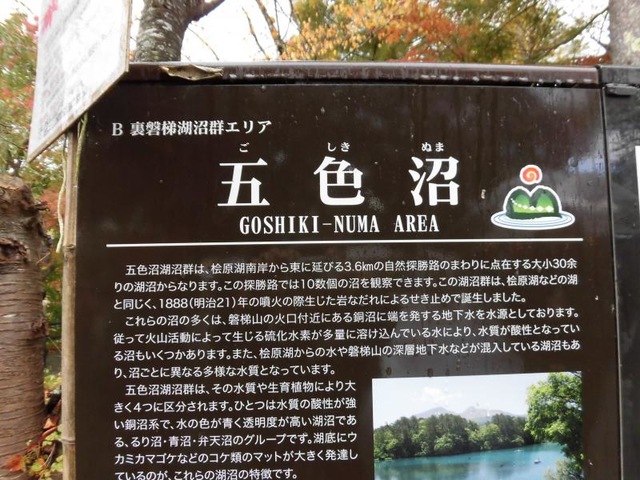 B 裏磐梯湖沼群エリア
ご しき ぬま
五色沼
GOSHIKI-NUMA AREA
五色沼湖沼群は、桧原湖南岸から東に延びる3.6kmの自然探勝路のまわりに点在する大小30余
りの湖沼からなります。この探勝路では10数個の沼を観察できます。この湖沼群は、桧原湖などの湖
と同じく、1888(明治21)年の噴火の際生じた岩なだれによるせき止めで誕生しました。
これらの沼の多くは、磐梯山の火口付近にある銅沼に端を発する地下水を水源としております。
従って火山活動によって生じる硫化水素が多量に溶け込んでいる水により、水質が酸性となってい
る沼もいくつかあります。また、桧原湖からの水や磐梯山の深層地下水などが混入している湖沼もあ
り、沼ごとに異なる多様な水質となっています。
五色沼湖沼群は、その水質や生育植物により大
きく4つに区分されます。ひとつは水質の酸性が強
い銅沼系で、水の色が青く透明度が高い湖沼であ
る、るり沼・青沼・弁天沼のグループです。湖底にウ
カミカマゴケなどのコケ類のマットが大きく発達し
ているのが、これらの湖沼の特徴です。